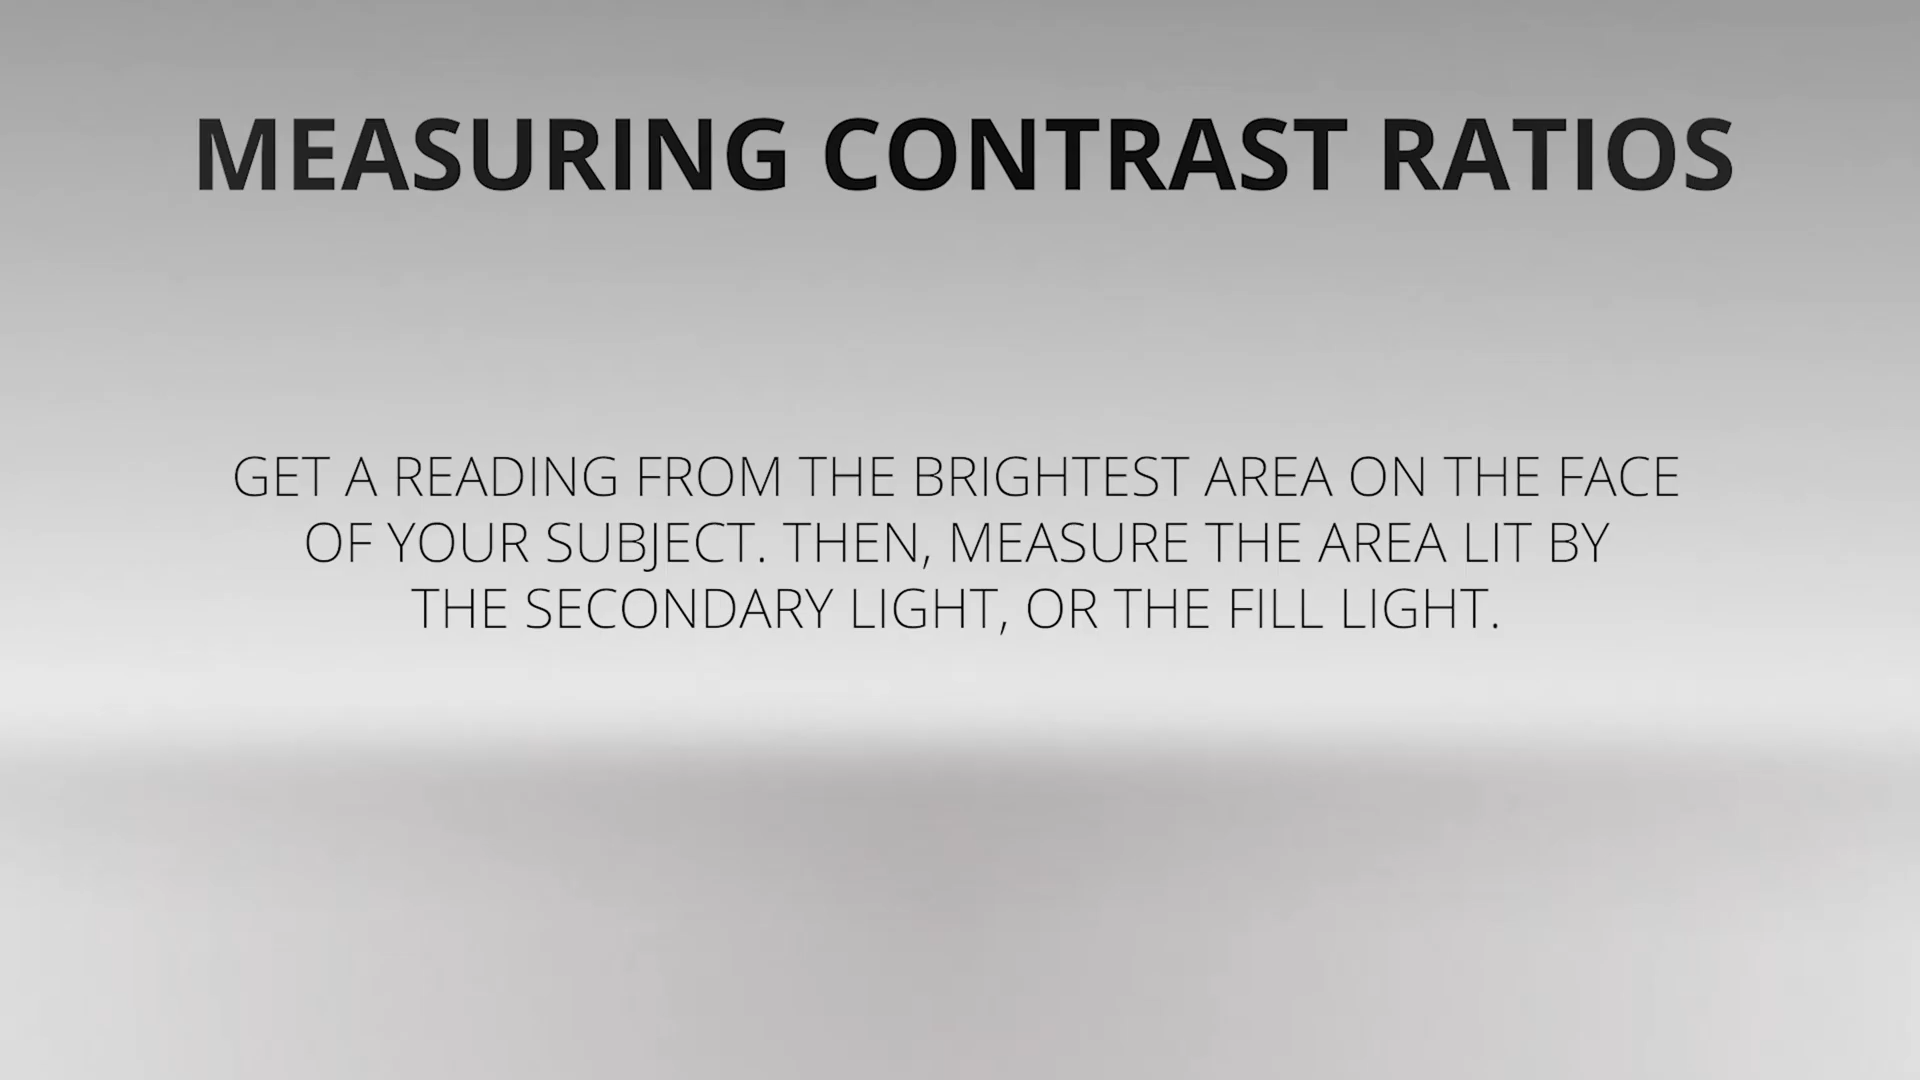 MEASURING CONTRAST RATIOS
GET A READING FROM THE BRIGHTEST AREA ON THE FACE
OF YOUR SUBJECT. THEN, MEASURE THE AREA LIT BY
THE SECONDARY LIGHT, OR THE FILL LIGHT.